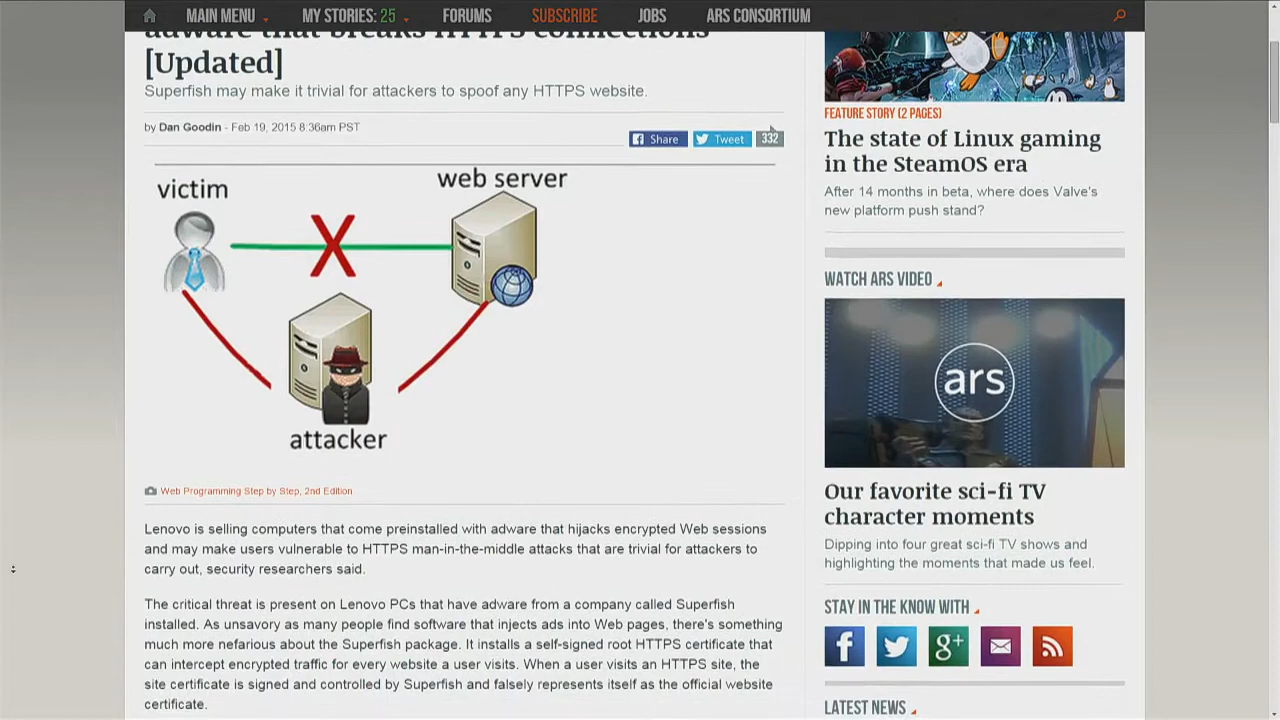 MAIN MENU
MY STORIES: 25
FORUMS
SUBSCRIBE
JOBS
ARS CONSORTIUM
adware that breaks HTTPS connections
[Updated]
Superfish may make it trivial for attackers to spoof any HTTPS website.
by Dan Goodin - Feb 19, 2015 8:36am PST
Share
Tweet
332
victim
web server
attacker
Web Programming Step by Step, 2nd Edition
Lenovo is selling computers that come preinstalled with adware that hijacks encrypted Web sessions
and may make users vulnerable to HTTPS man-in-the-middle attacks that are trivial for attackers to
carry out, security researchers said.
The critical threat is present on Lenovo PCs that have adware from a company called Superfish
installed. As unsavory as many people find software that injects ads into Web pages, there's something
much more nefarious about the Superfish package. It installs a self-signed root HTTPS certificate that
can intercept encrypted traffic for every website a user visits. When a user visits an HTTPS site, the
site certificate is signed and controlled by Superfish and falsely represents itself as the official website
certificate.
FEATURE STORY (2 PAGES)
The state of Linux gaming
in the SteamOS era
After 14 months in beta, where does Valve's
new platform push stand?
WATCH ARS VIDEO
ars
Our favorite sci-fi TV
character moments
Dipping into four great sci-fi TV shows and
highlighting the moments that made us feel.
STAY IN THE KNOW WITH
LATEST NEWS